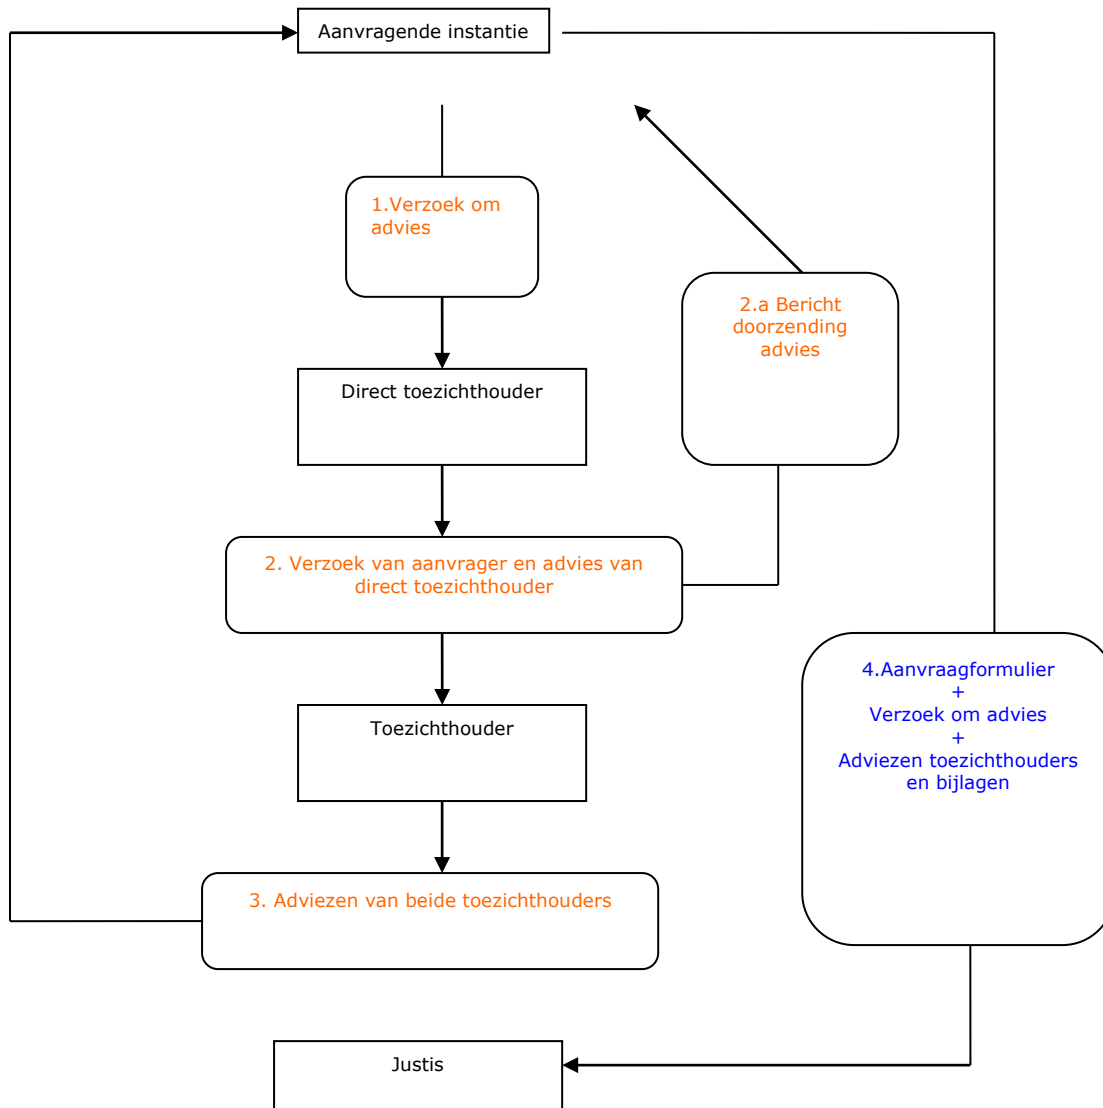 Aanvragende instantie
1.Verzoek om
advies
2.a Bericht
doorzending
advies
Direct toezichthouder
2. Verzoek van aanvrager en advies van
direct toezichthouder
4.Aanvraagformulier
+
Verzoek om advies
+
Adviezen toezichthouders
en bijlagen
Toezichthouder
3. Adviezen van beide toezichthouders
Justis